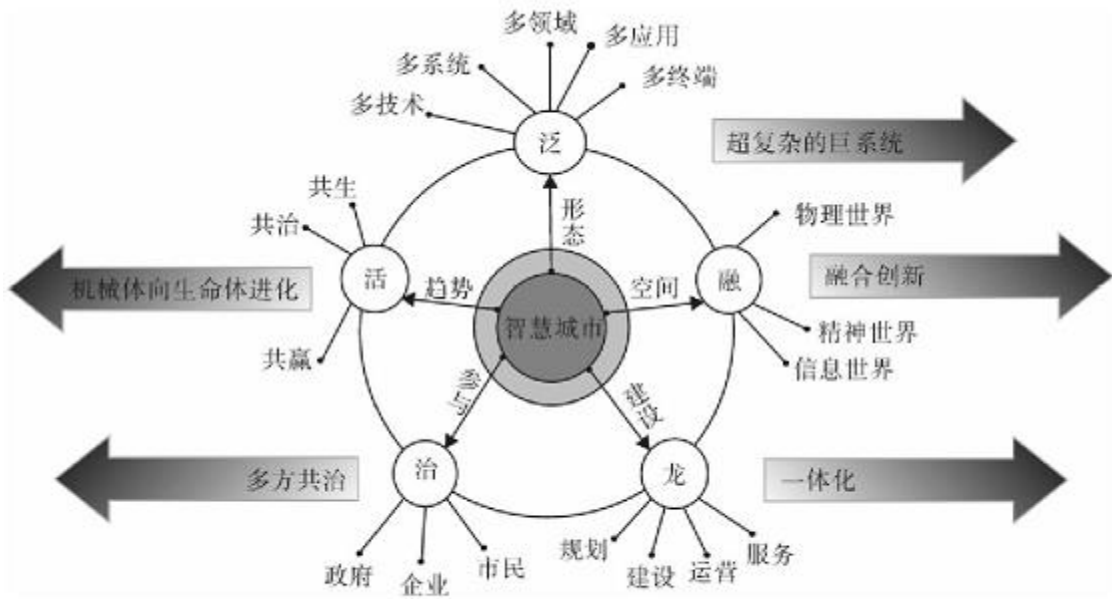 多领域
多应用
多系统
多终端
多技术
泛
超复杂的巨系统
形态
共生
共治
物理世界
活
趋势
空间
融
机械体向生命体进化
融合创新
智慧城市
精神世界
共赢
信息世界
参与
建设
治
龙
多方共治
一体化
规划
服务
市民
政府
企业
建设
运营